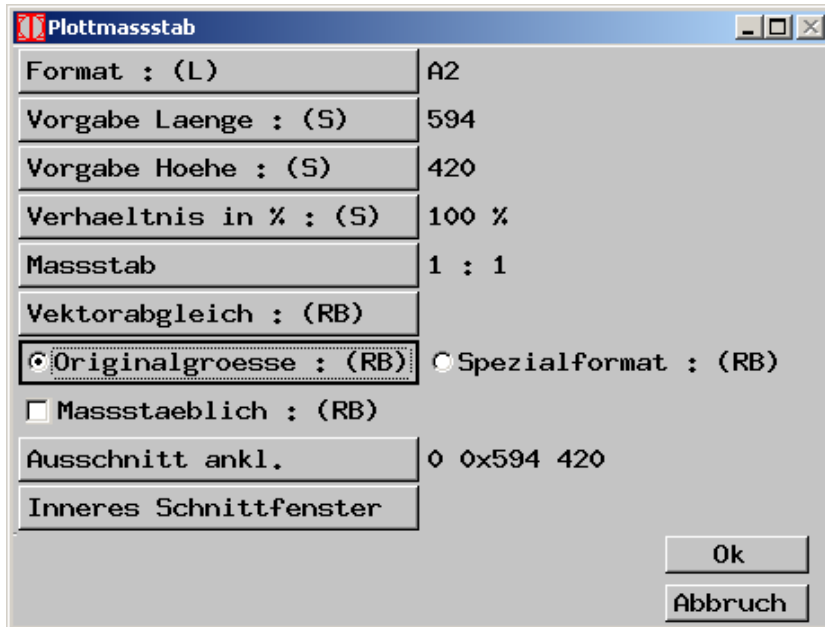 Plottmassstab
Format : (L) A2
Vorgabe Laenge : (S) 594
Vorgabe Hoehe : (S) 420
Verhaeltnis in % : (S) 100 %
Massstab 1 : 1
Vektorabgleich : (RB)
Originalgroesse : (RB) Spezialformat : (RB)
Massstaeblich : (RB)
Ausschnitt ankl. 0 0x594 420
Inneres Schnittfenster
Ok
Abbruch